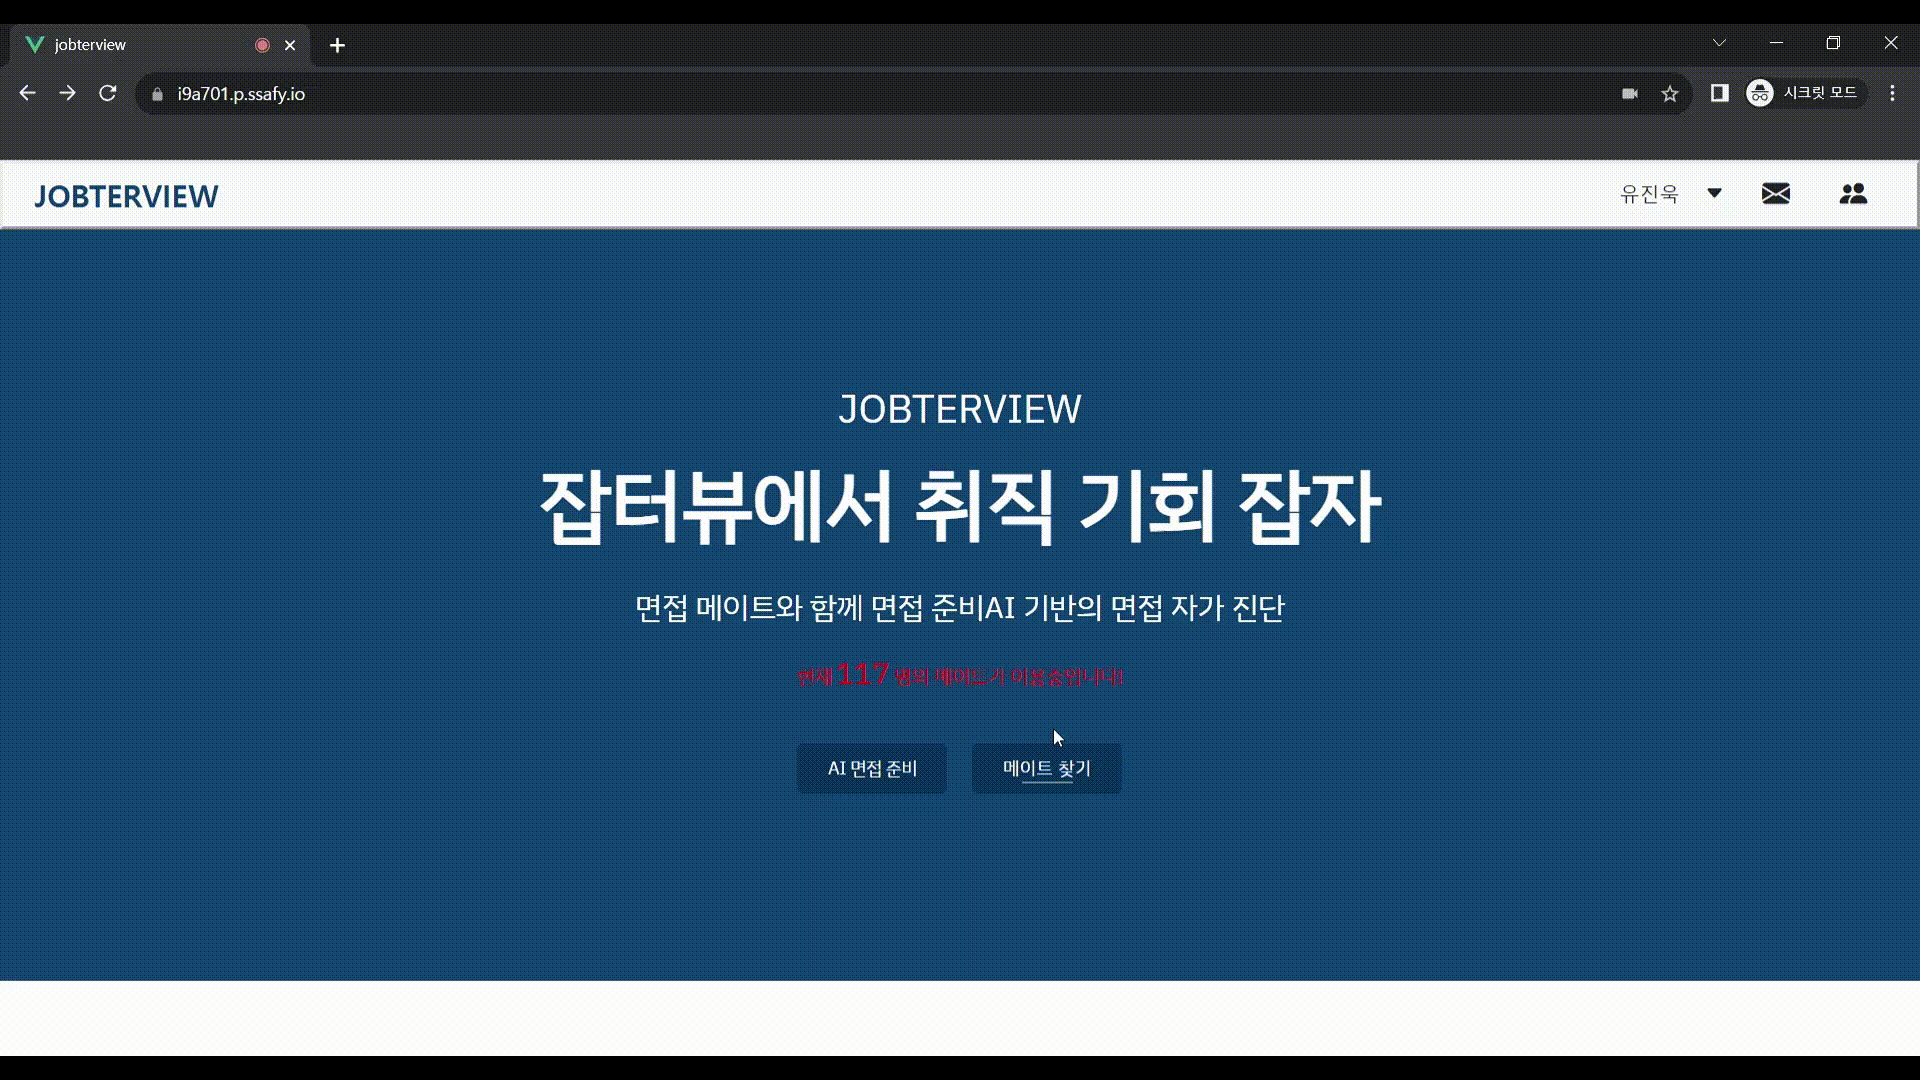 jobterview
i9a701.p.ssafy.io
시크릿 모드
JOBTERVIEW
유진욱
JOBTERVIEW
잡터뷰에서 취직 기회 잡자
면접 메이트와 함께 면접 준비AI 기반의 면접 자가 진단
현재 117 명의 메이트가 이용중입니다!
AI 면접 준비
메이트 찾기